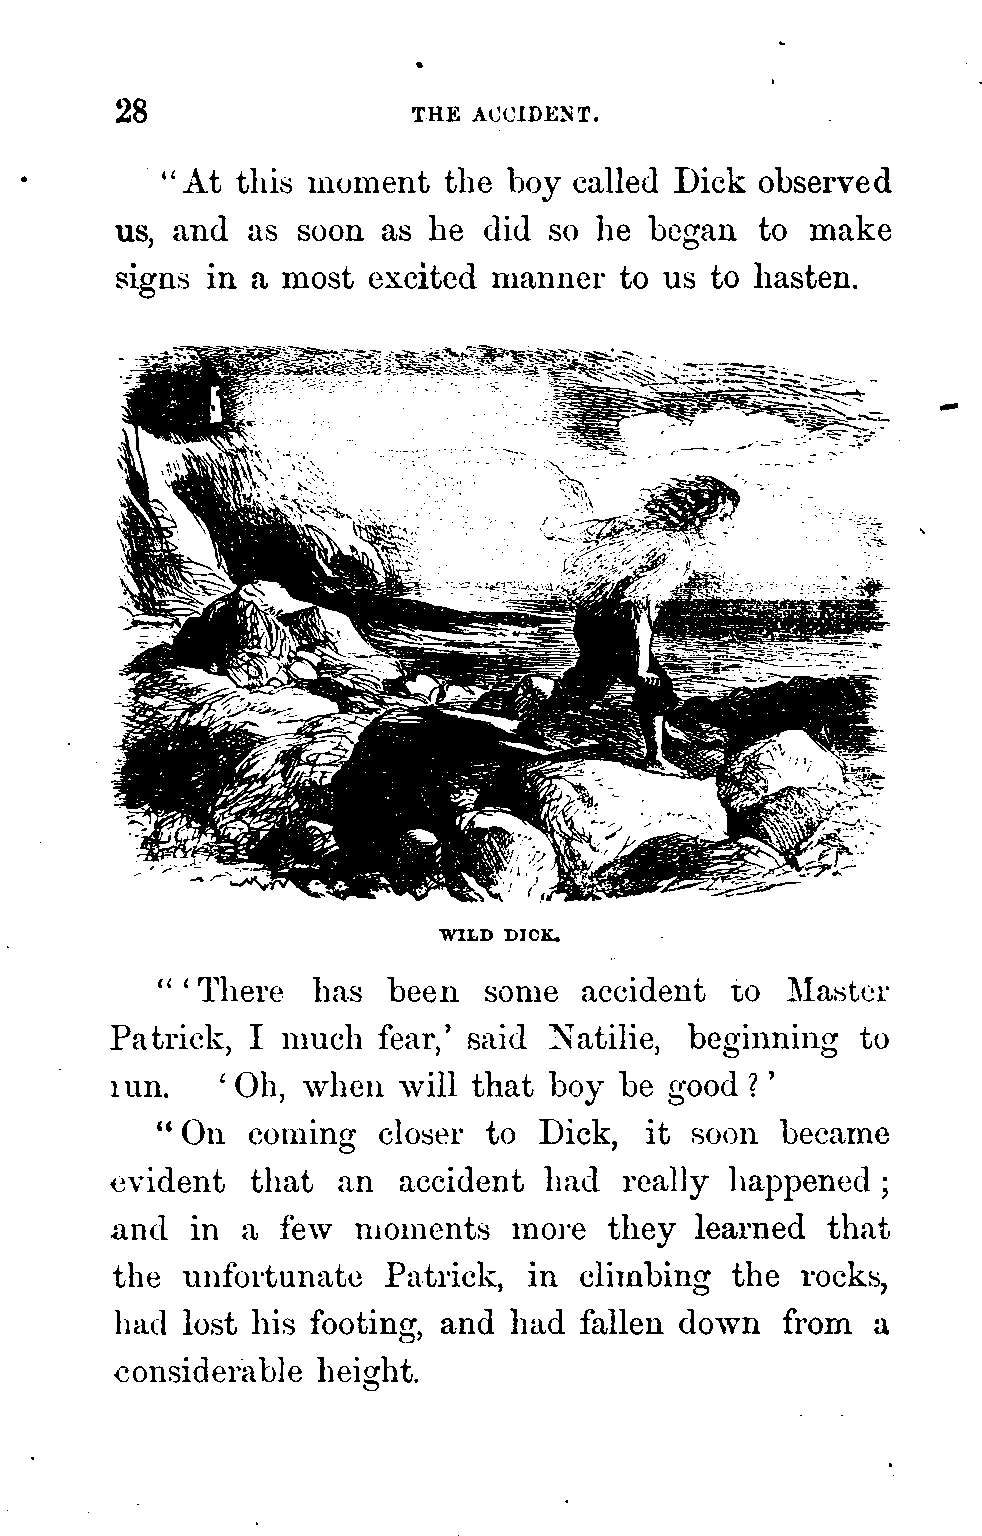 28 THE ACCIDENT.
"At this moment the boy called Dick observed
us, and as soon as he did so he began to make
signs in a most excited manner to us to hasten.
WILD DICK.
"'There has been some accident to Master
Patrick, I much fear,' said Natilie, beginning to
run. 'Oh, when will that boy be good?'
"On coming closer to Dick, it soon became
evident that an accident had really happened;
and in a few moments more they learned that
the unfortunate Patrick, in climbing the rocks,
had lost his footing, and had fallen down from a
considerable height.